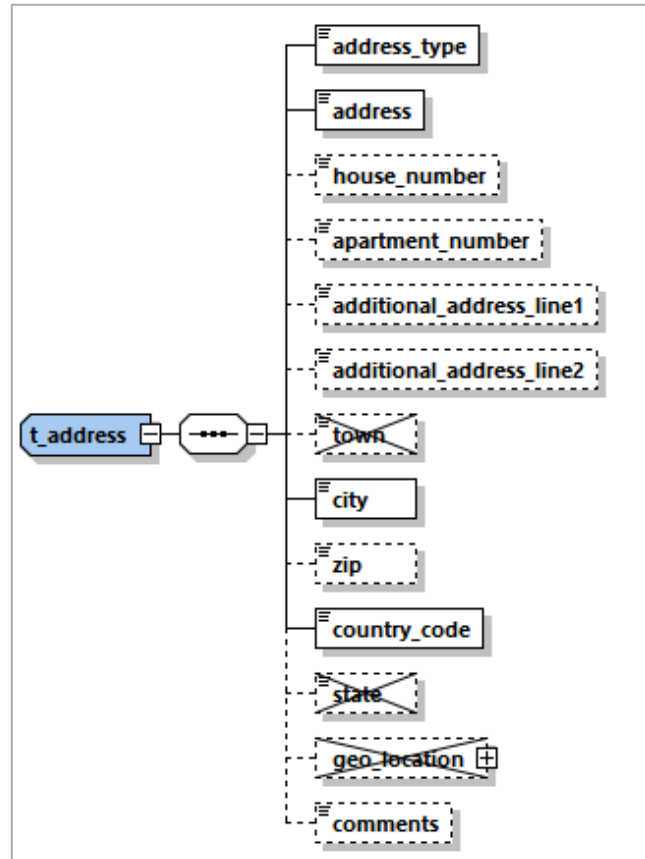 address_type
address
house_number
apartment_number
additional_address_line1
additional_address_line2
t_address
town
city
zip
country_code
state
geo_location
comments